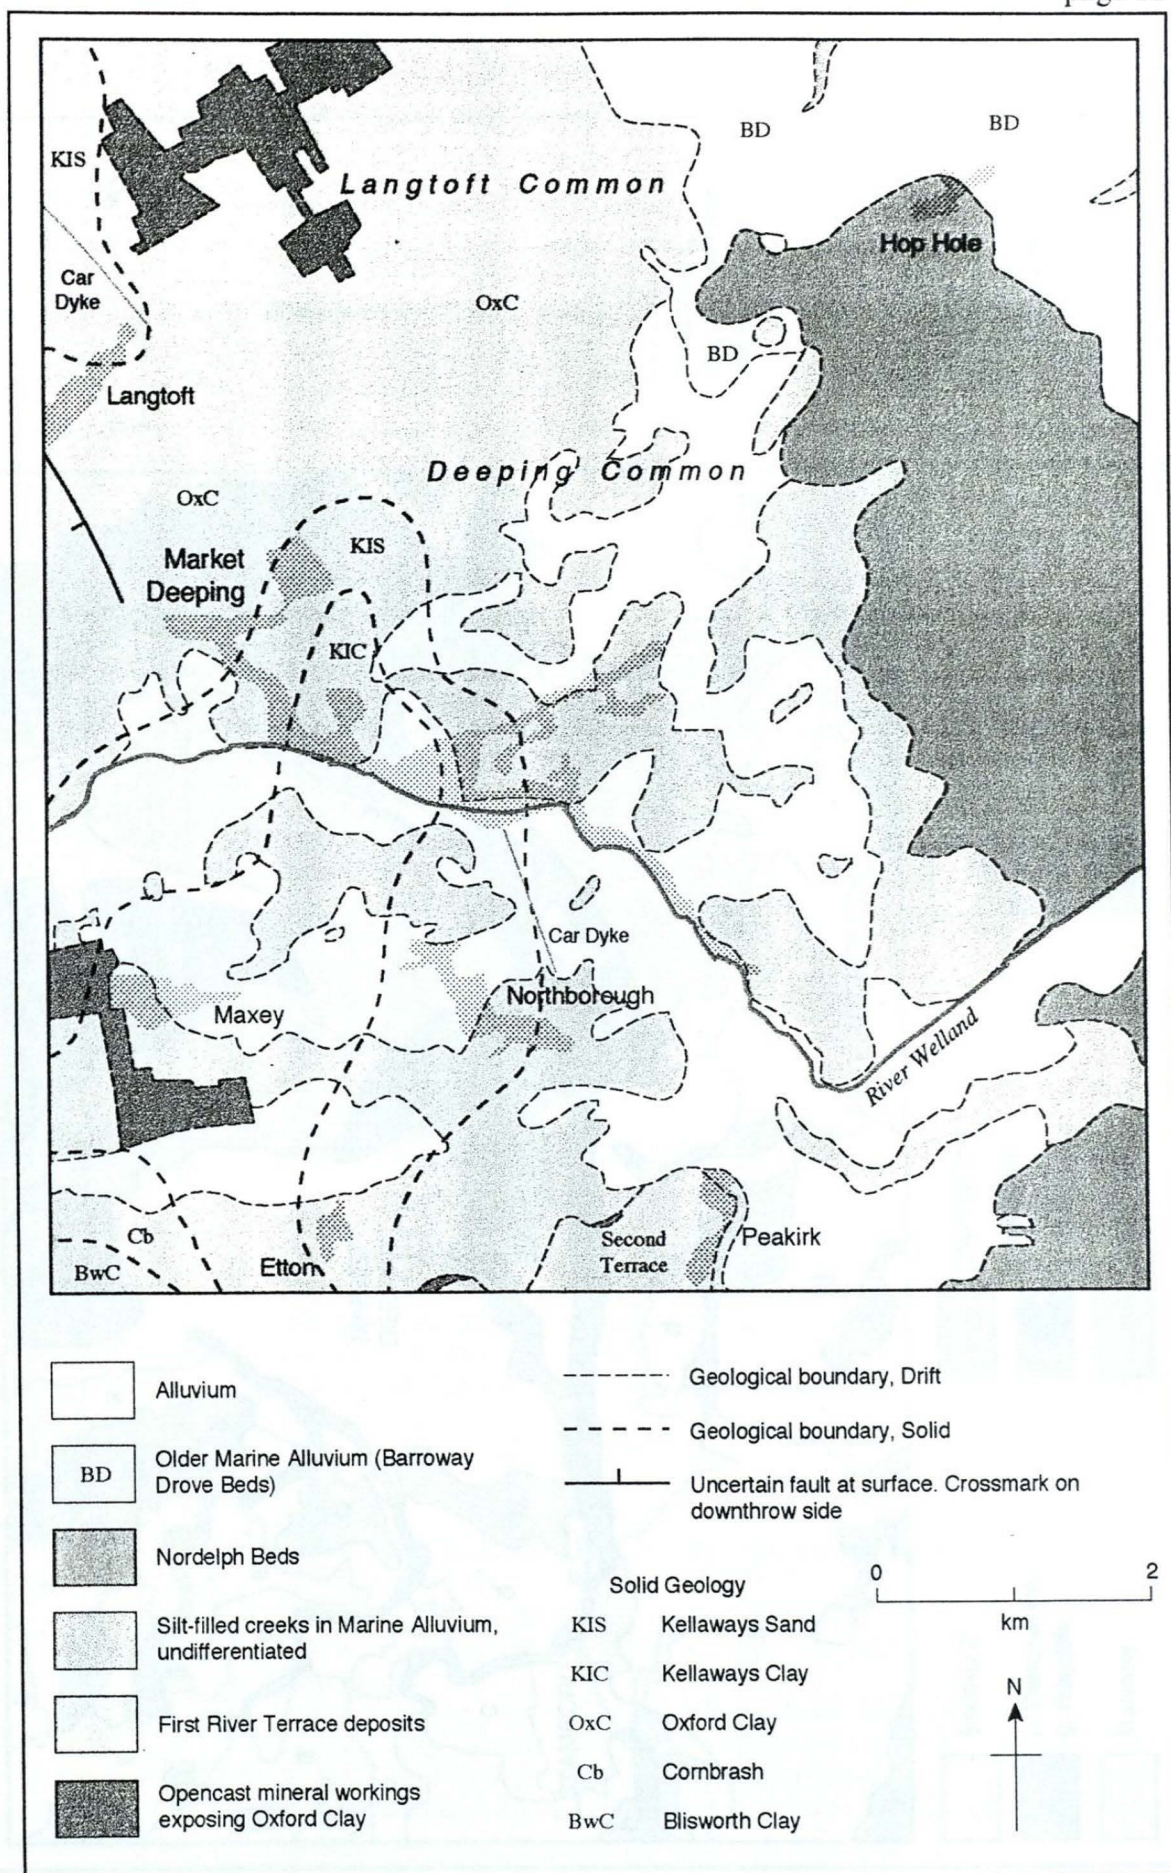 BD
BD
KIS
Langtoft Common
Hop Hole
Car
Dyke
OxC
BD
Langtoft
Deeping Common
OxC
KIS
Market
Deeping
KIC
Car Dyke
Northborough
Maxey
River Welland
Cb
Second
Terrace
Peakirk
Etton
BwC
Alluvium
Older Marine Alluvium (Barroway
Drove Beds)
BD
Nordelph Beds
Silt-filled creeks in Marine Alluvium,
undifferentiated
First River Terrace deposits
Opencast mineral workings
exposing Oxford Clay
Geological boundary, Drift
Geological boundary, Solid
Uncertain fault at surface. Crossmark on
downthrow side
Solid Geology
KIS Kellaways Sand
KIC Kellaways Clay
OxC Oxford Clay
Cb Cornbrash
BwC Blisworth Clay
0 2
km
N